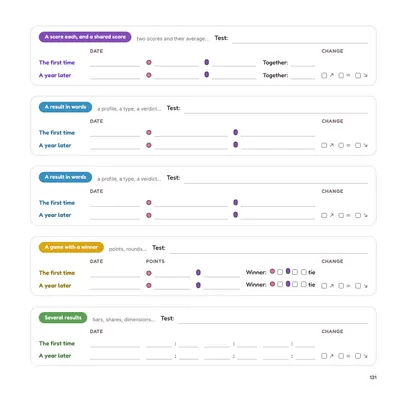 A score each, and a shared score two scores and their average... Test:
DATE CHANGE
The first time Together:
A year later Together: ↗ = ↘
A result in words a profile, a type, a verdict... Test:
DATE CHANGE
The first time
A year later ↗ = ↘
A result in words a profile, a type, a verdict... Test:
DATE CHANGE
The first time
A year later ↗ = ↘
A game with a winner points, rounds... Test:
DATE POINTS CHANGE
The first time Winner: tie
A year later Winner: tie ↗ = ↘
Several results bars, shares, dimensions... Test:
DATE CHANGE
The first time : : :
A year later : : : ↗ = ↘
131